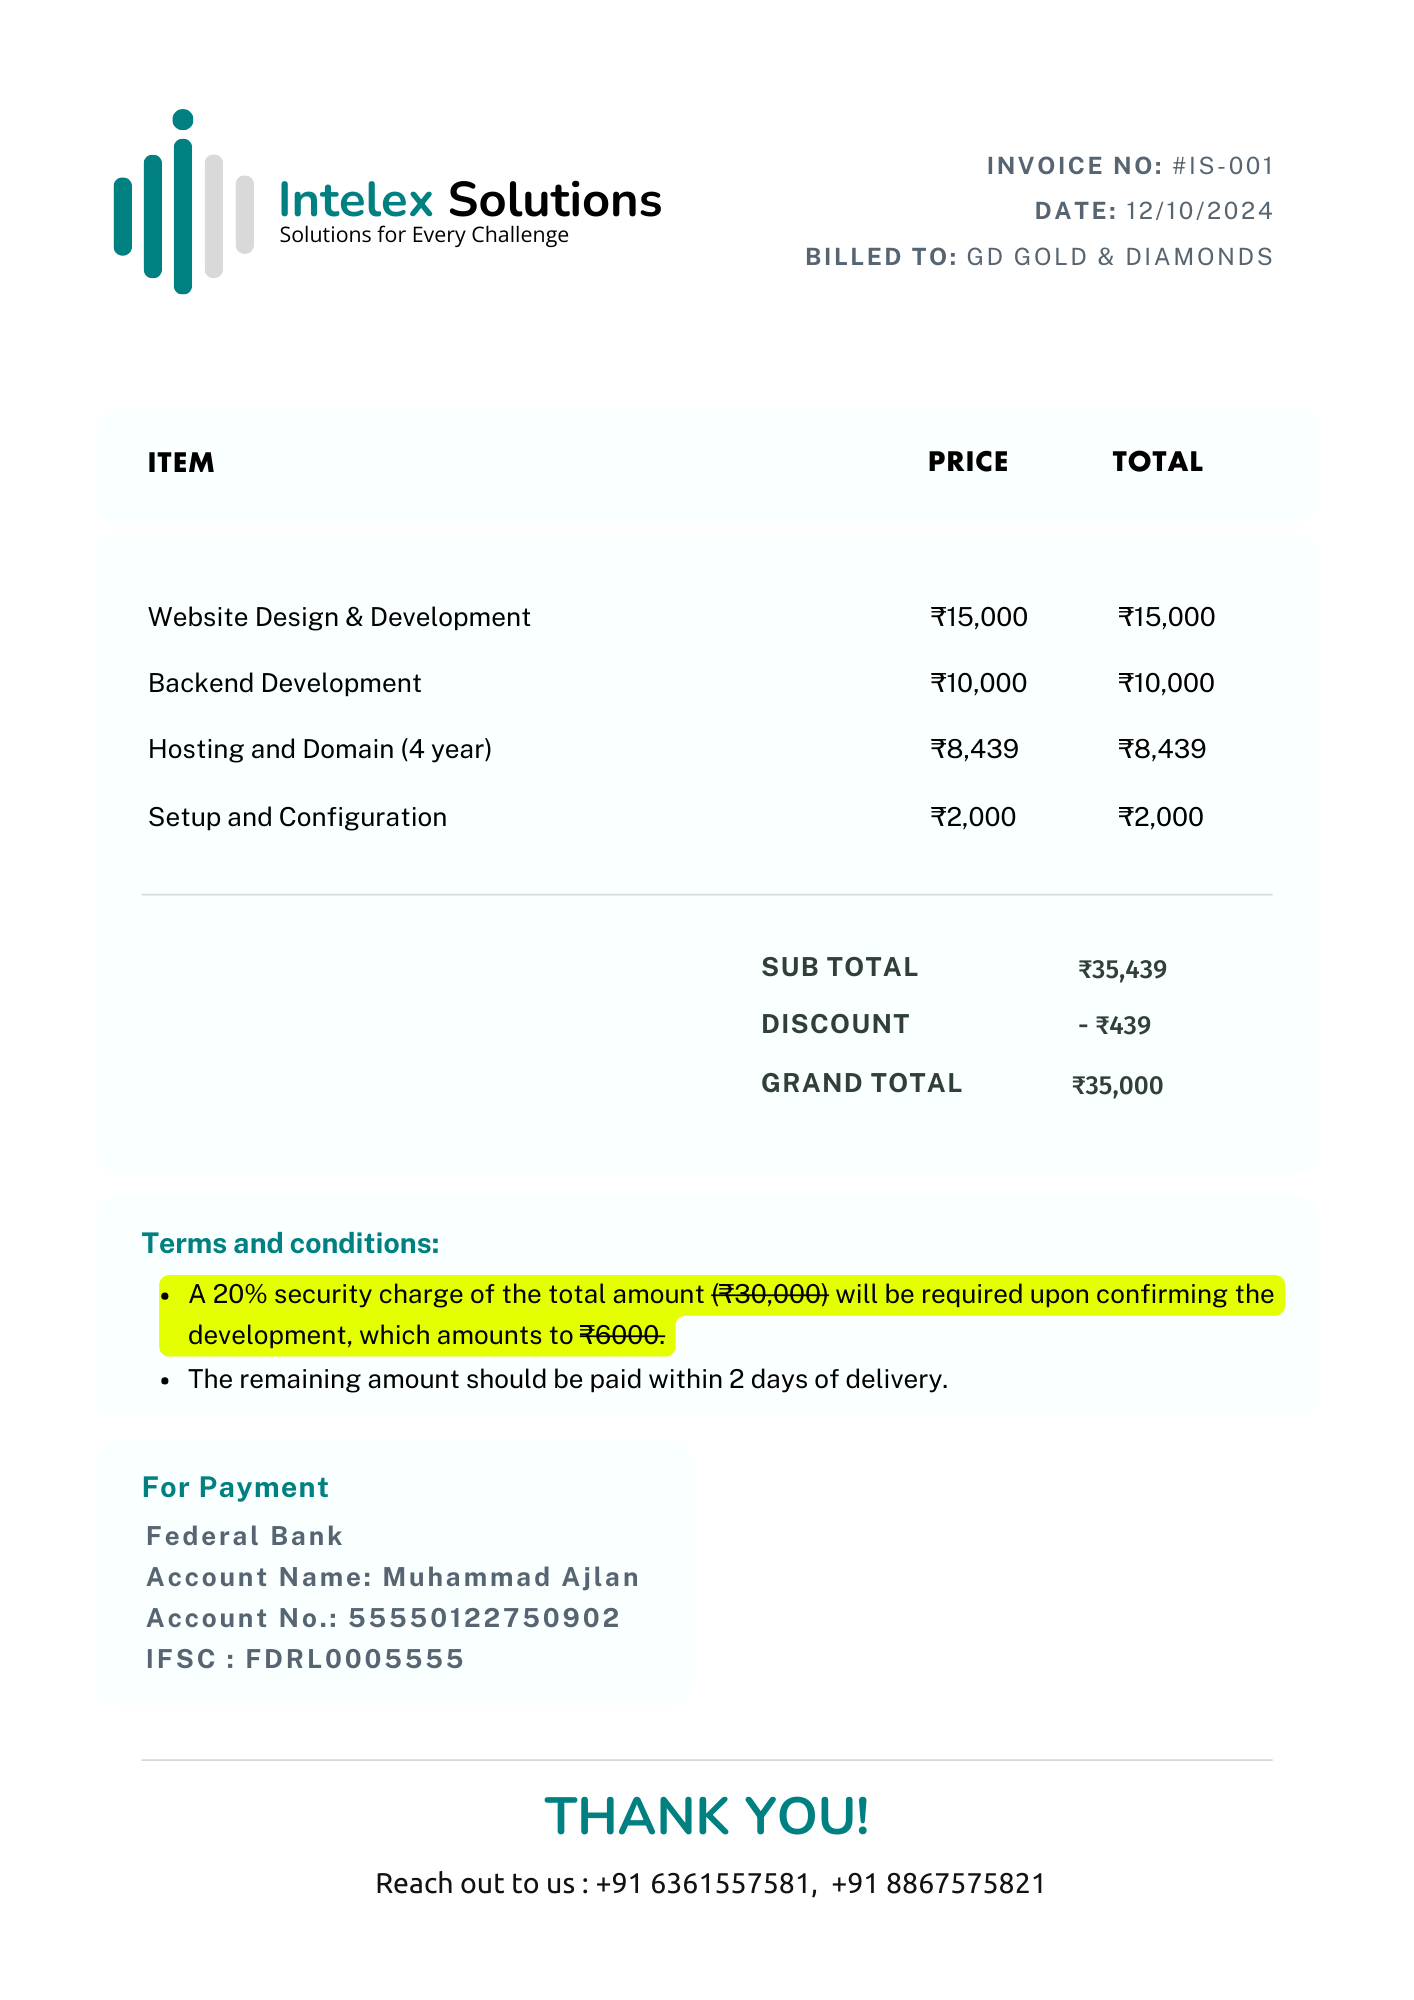 Intelex Solutions
Solutions for Every Challenge
INVOICE NO: #IS-001
DATE: 12/10/2024
BILLED TO: GD GOLD & DIAMONDS
ITEM PRICE TOTAL
Website Design & Development ₹15,000 ₹15,000
Backend Development ₹10,000 ₹10,000
Hosting and Domain (4 year) ₹8,439 ₹8,439
Setup and Configuration ₹2,000 ₹2,000
SUB TOTAL ₹35,439
DISCOUNT - ₹439
GRAND TOTAL ₹35,000
Terms and conditions:
• A 20% security charge of the total amount (₹30,000) will be required upon confirming the
development, which amounts to ₹6000.
• The remaining amount should be paid within 2 days of delivery.
For Payment
Federal Bank
Account Name: Muhammad Ajlan
Account No.: 55550122750902
IFSC : FDRL0005555
THANK YOU!
Reach out to us : +91 6361557581, +91 8867575821